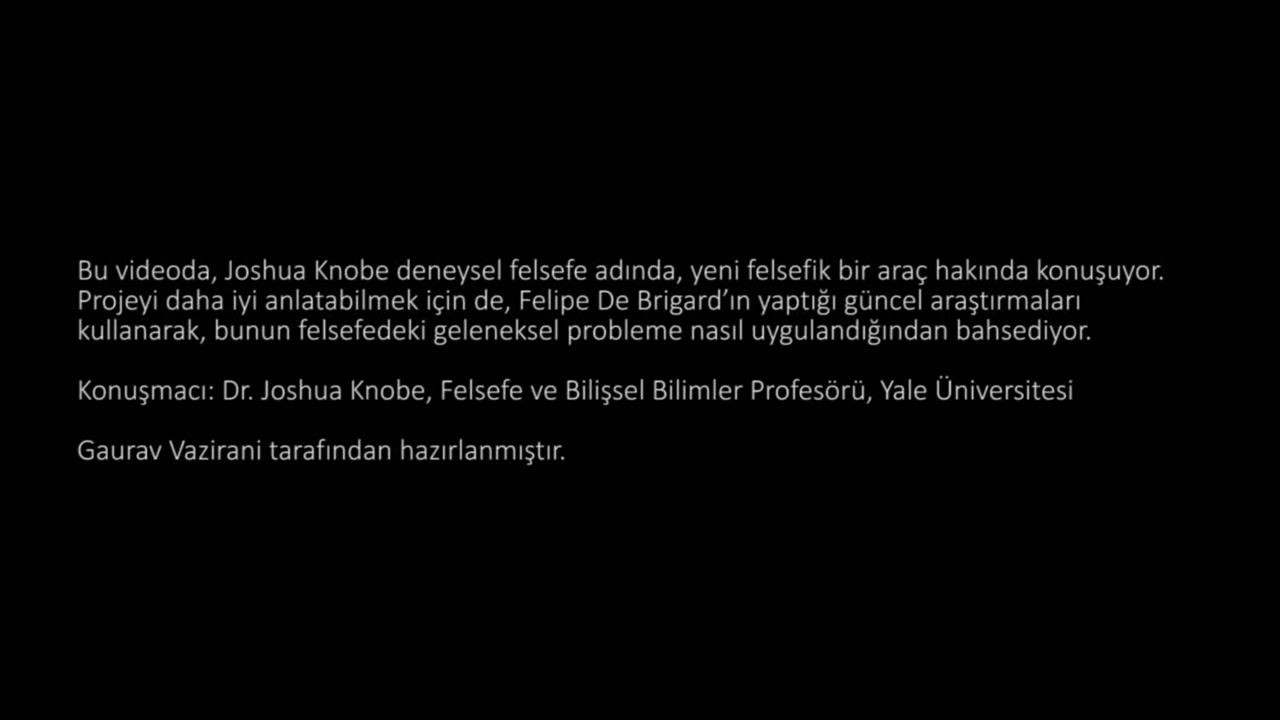 Bu videoda, Joshua Knobe deneysel felsefe adında, yeni felsefik bir araç hakında konuşuyor.
Projeyi daha iyi anlatabilmek için de, Felipe De Brigard’ın yaptığı güncel araştırmaları
kullanarak, bunun felsefedeki geleneksel probleme nasıl uygulandığından bahsediyor.
Konuşmacı: Dr. Joshua Knobe, Felsefe ve Bilişsel Bilimler Profesörü, Yale Üniversitesi
Gaurav Vazirani tarafından hazırlanmıştır.